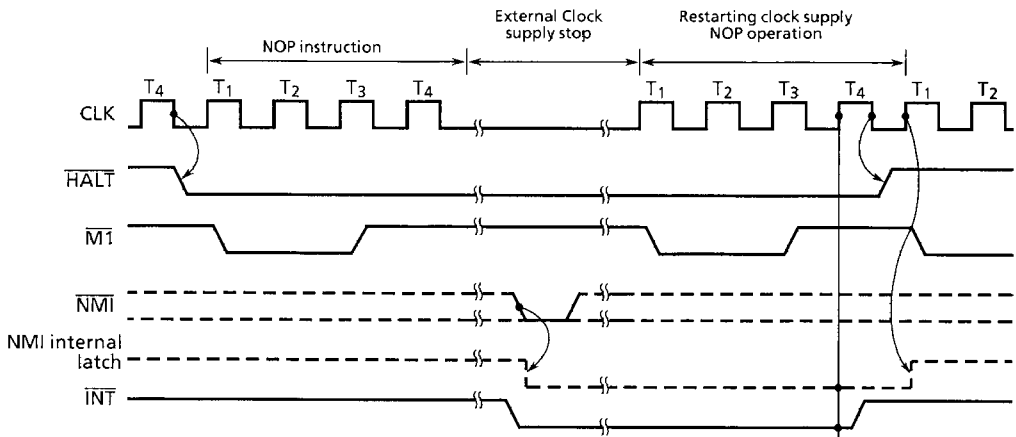 External Clock
supply stop
Restarting clock supply
NOP operation
NOP instruction
T4 T1 T2 T3 T4 T1 T2 T3 T4 T1 T2
CLK
HALT
M1
NMI
NMI internal
latch
INT